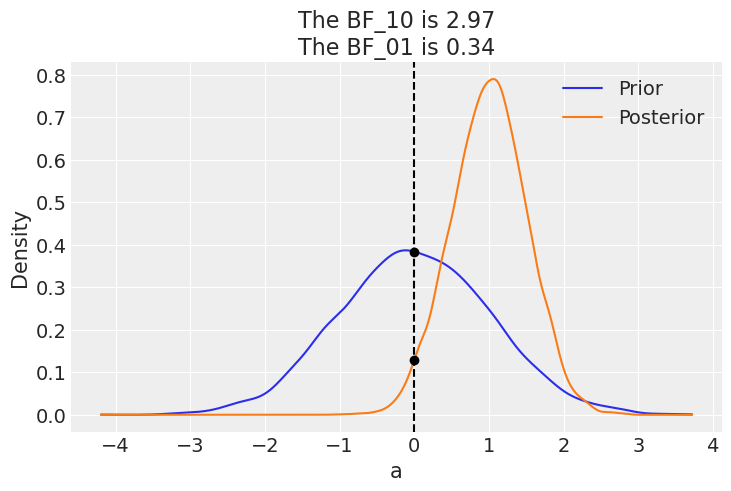 The BF_10 is 2.97
The BF_01 is 0.34
Prior
Posterior
Density
0.8
0.7
0.6
0.5
0.4
0.3
0.2
0.1
0.0
−4 −3 −2 −1 0 1 2 3 4
a